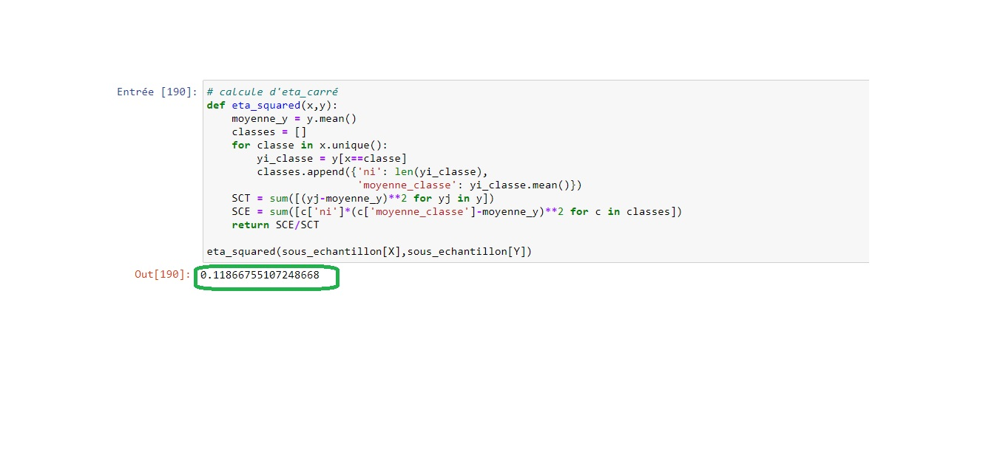 Entrée [190]: # calcule d'eta_carré
def eta_squared(x,y):
    moyenne_y = y.mean()
    classes = []
    for classe in x.unique():
        yi_classe = y[x==classe]
        classes.append({'ni': len(yi_classe),
                        'moyenne_classe': yi_classe.mean()})
    SCT = sum([(yj-moyenne_y)**2 for yj in y])
    SCE = sum([c['ni']*(c['moyenne_classe']-moyenne_y)**2 for c in classes])
    return SCE/SCT
eta_squared(sous_echantillon[X],sous_echantillon[Y])
Out[190]: 0.11866755107248668